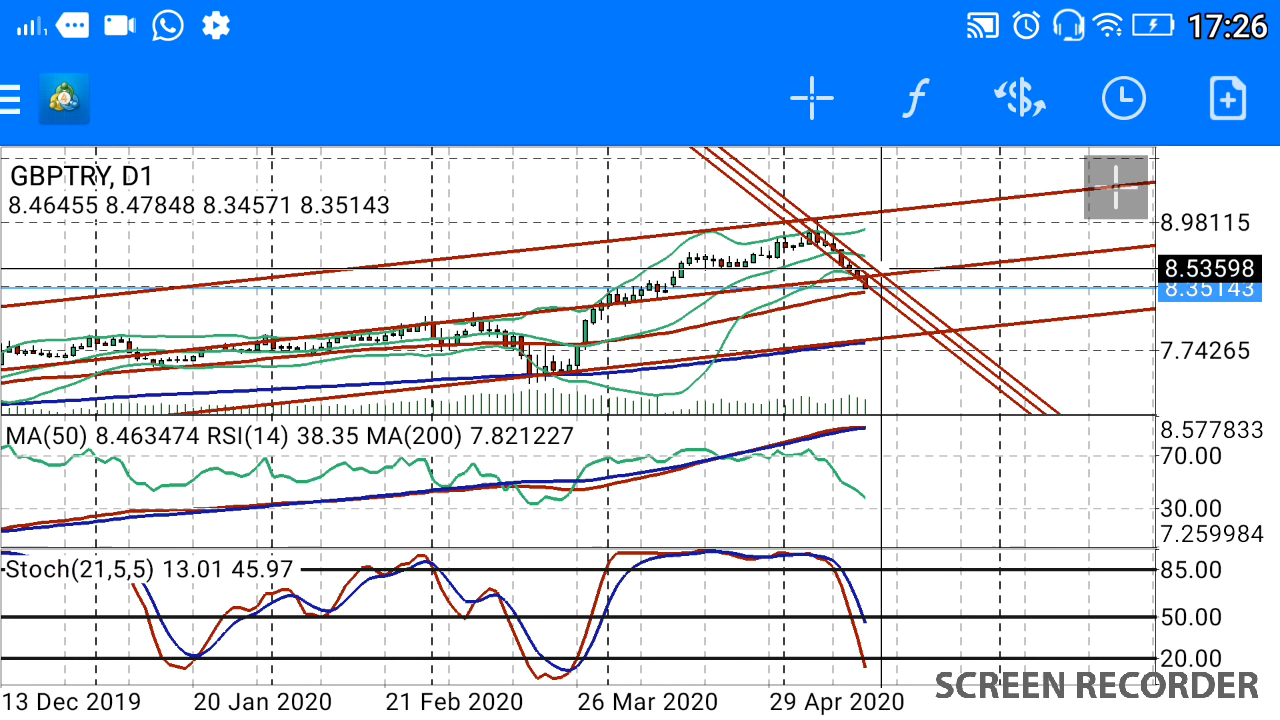 17:26
GBPTRY, D1
8.46455 8.47848 8.34571 8.35143
8.98115
8.53598
8.35143
7.74265
MA(50) 8.463474 RSI(14) 38.35 MA(200) 7.821227
8.577833
70.00
30.00
7.259984
Stoch(21,5,5) 13.01 45.97
85.00
50.00
20.00
13 Dec 2019 20 Jan 2020 21 Feb 2020 26 Mar 2020 29 Apr 2020
SCREEN RECORDER